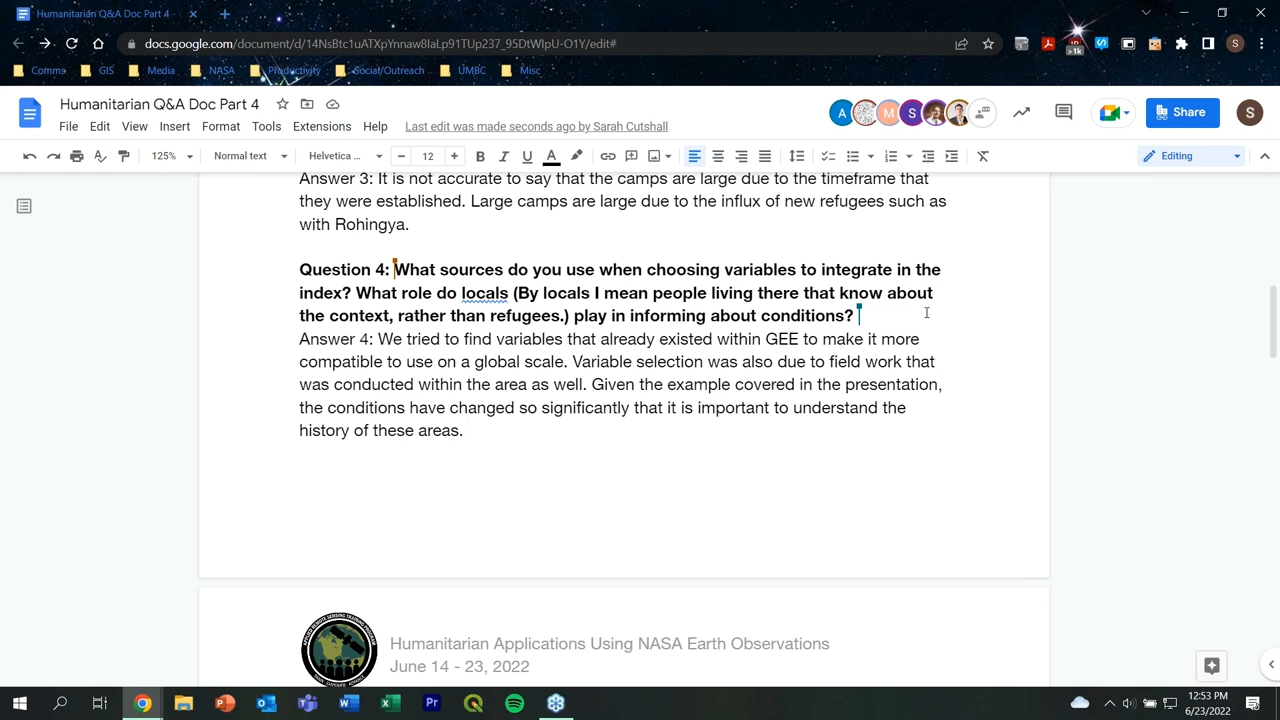 Humanitarian Q&A Doc Part 4 -
docs.google.com/document/d/14NsBtc1uATXpYnnaw8IaLp91TUp237_95DtWIpU-O1Y/edit#
>1k
S
Comms GIS Media NASA Productivity Social/Outreach UMBC Misc
Humanitarian Q&A Doc Part 4
A M S Share S
File Edit View Insert Format Tools Extensions Help Last edit was made seconds ago by Sarah Cutshall
125% Normal text Helvetica ... 12 B I U A Editing
Answer 3: It is not accurate to say that the camps are large due to the timeframe that
they were established. Large camps are large due to the influx of new refugees such as
with Rohingya.
Question 4: What sources do you use when choosing variables to integrate in the
index? What role do locals (By locals I mean people living there that know about
the context, rather than refugees.) play in informing about conditions?
Answer 4: We tried to find variables that already existed within GEE to make it more
compatible to use on a global scale. Variable selection was also due to field work that
was conducted within the area as well. Given the example covered in the presentation,
the conditions have changed so significantly that it is important to understand the
history of these areas.
Humanitarian Applications Using NASA Earth Observations
June 14 - 23, 2022
12:53 PM
6/23/2022